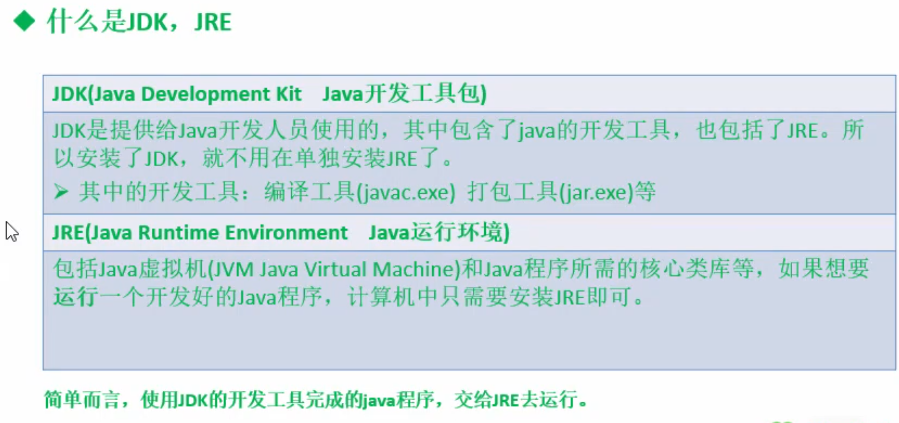 ◆ 什么是JDK，JRE
JDK(Java Development Kit Java开发工具包)
JDK是提供给Java开发人员使用的，其中包含了java的开发工具，也包括了JRE。所
以安装了JDK，就不用在单独安装JRE了。
➢ 其中的开发工具：编译工具(javac.exe) 打包工具(jar.exe)等
JRE(Java Runtime Environment Java运行环境)
包括Java虚拟机(JVM Java Virtual Machine)和Java程序所需的核心类库等，如果想要
运行一个开发好的Java程序，计算机中只需要安装JRE即可。
简单而言，使用JDK的开发工具完成的java程序，交给JRE去运行。